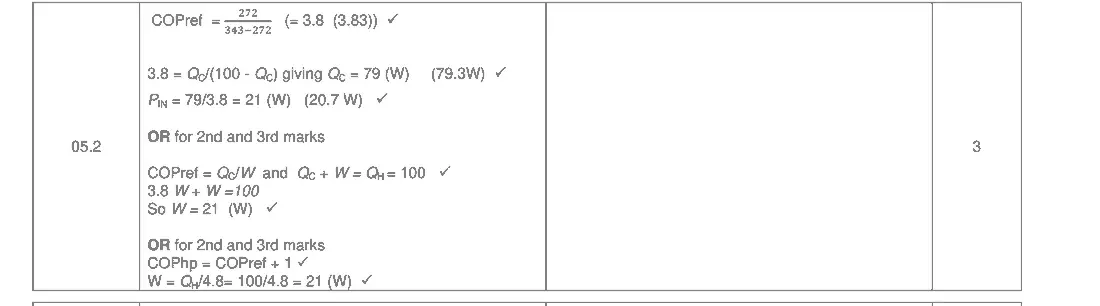 COPref = 272/(343−272) (= 3.8 (3.83)) ✓
3.8 = Q_C/(100 - Q_C) giving Q_C = 79 (W) (79.3W) ✓
P_IN = 79/3.8 = 21 (W) (20.7 W) ✓
OR for 2nd and 3rd marks
05.2
3
COPref = Q_C/W and Q_C + W = Q_H = 100 ✓
3.8 W + W =100
So W = 21 (W) ✓
OR for 2nd and 3rd marks
COPhp = COPref + 1 ✓
W = Q_H/4.8= 100/4.8 = 21 (W) ✓